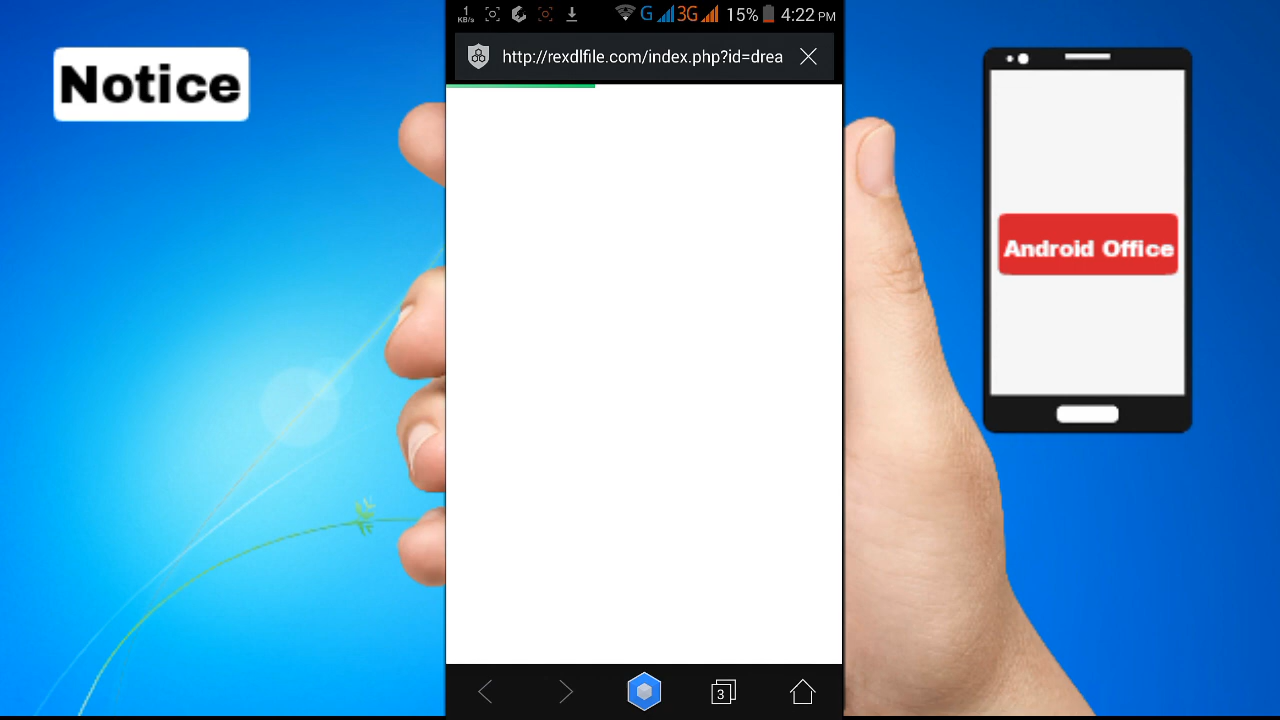 1
KB/s
G
3G
15%
4:22 PM
http://rexdlfile.com/index.php?id=drea
Notice
Android Office
3